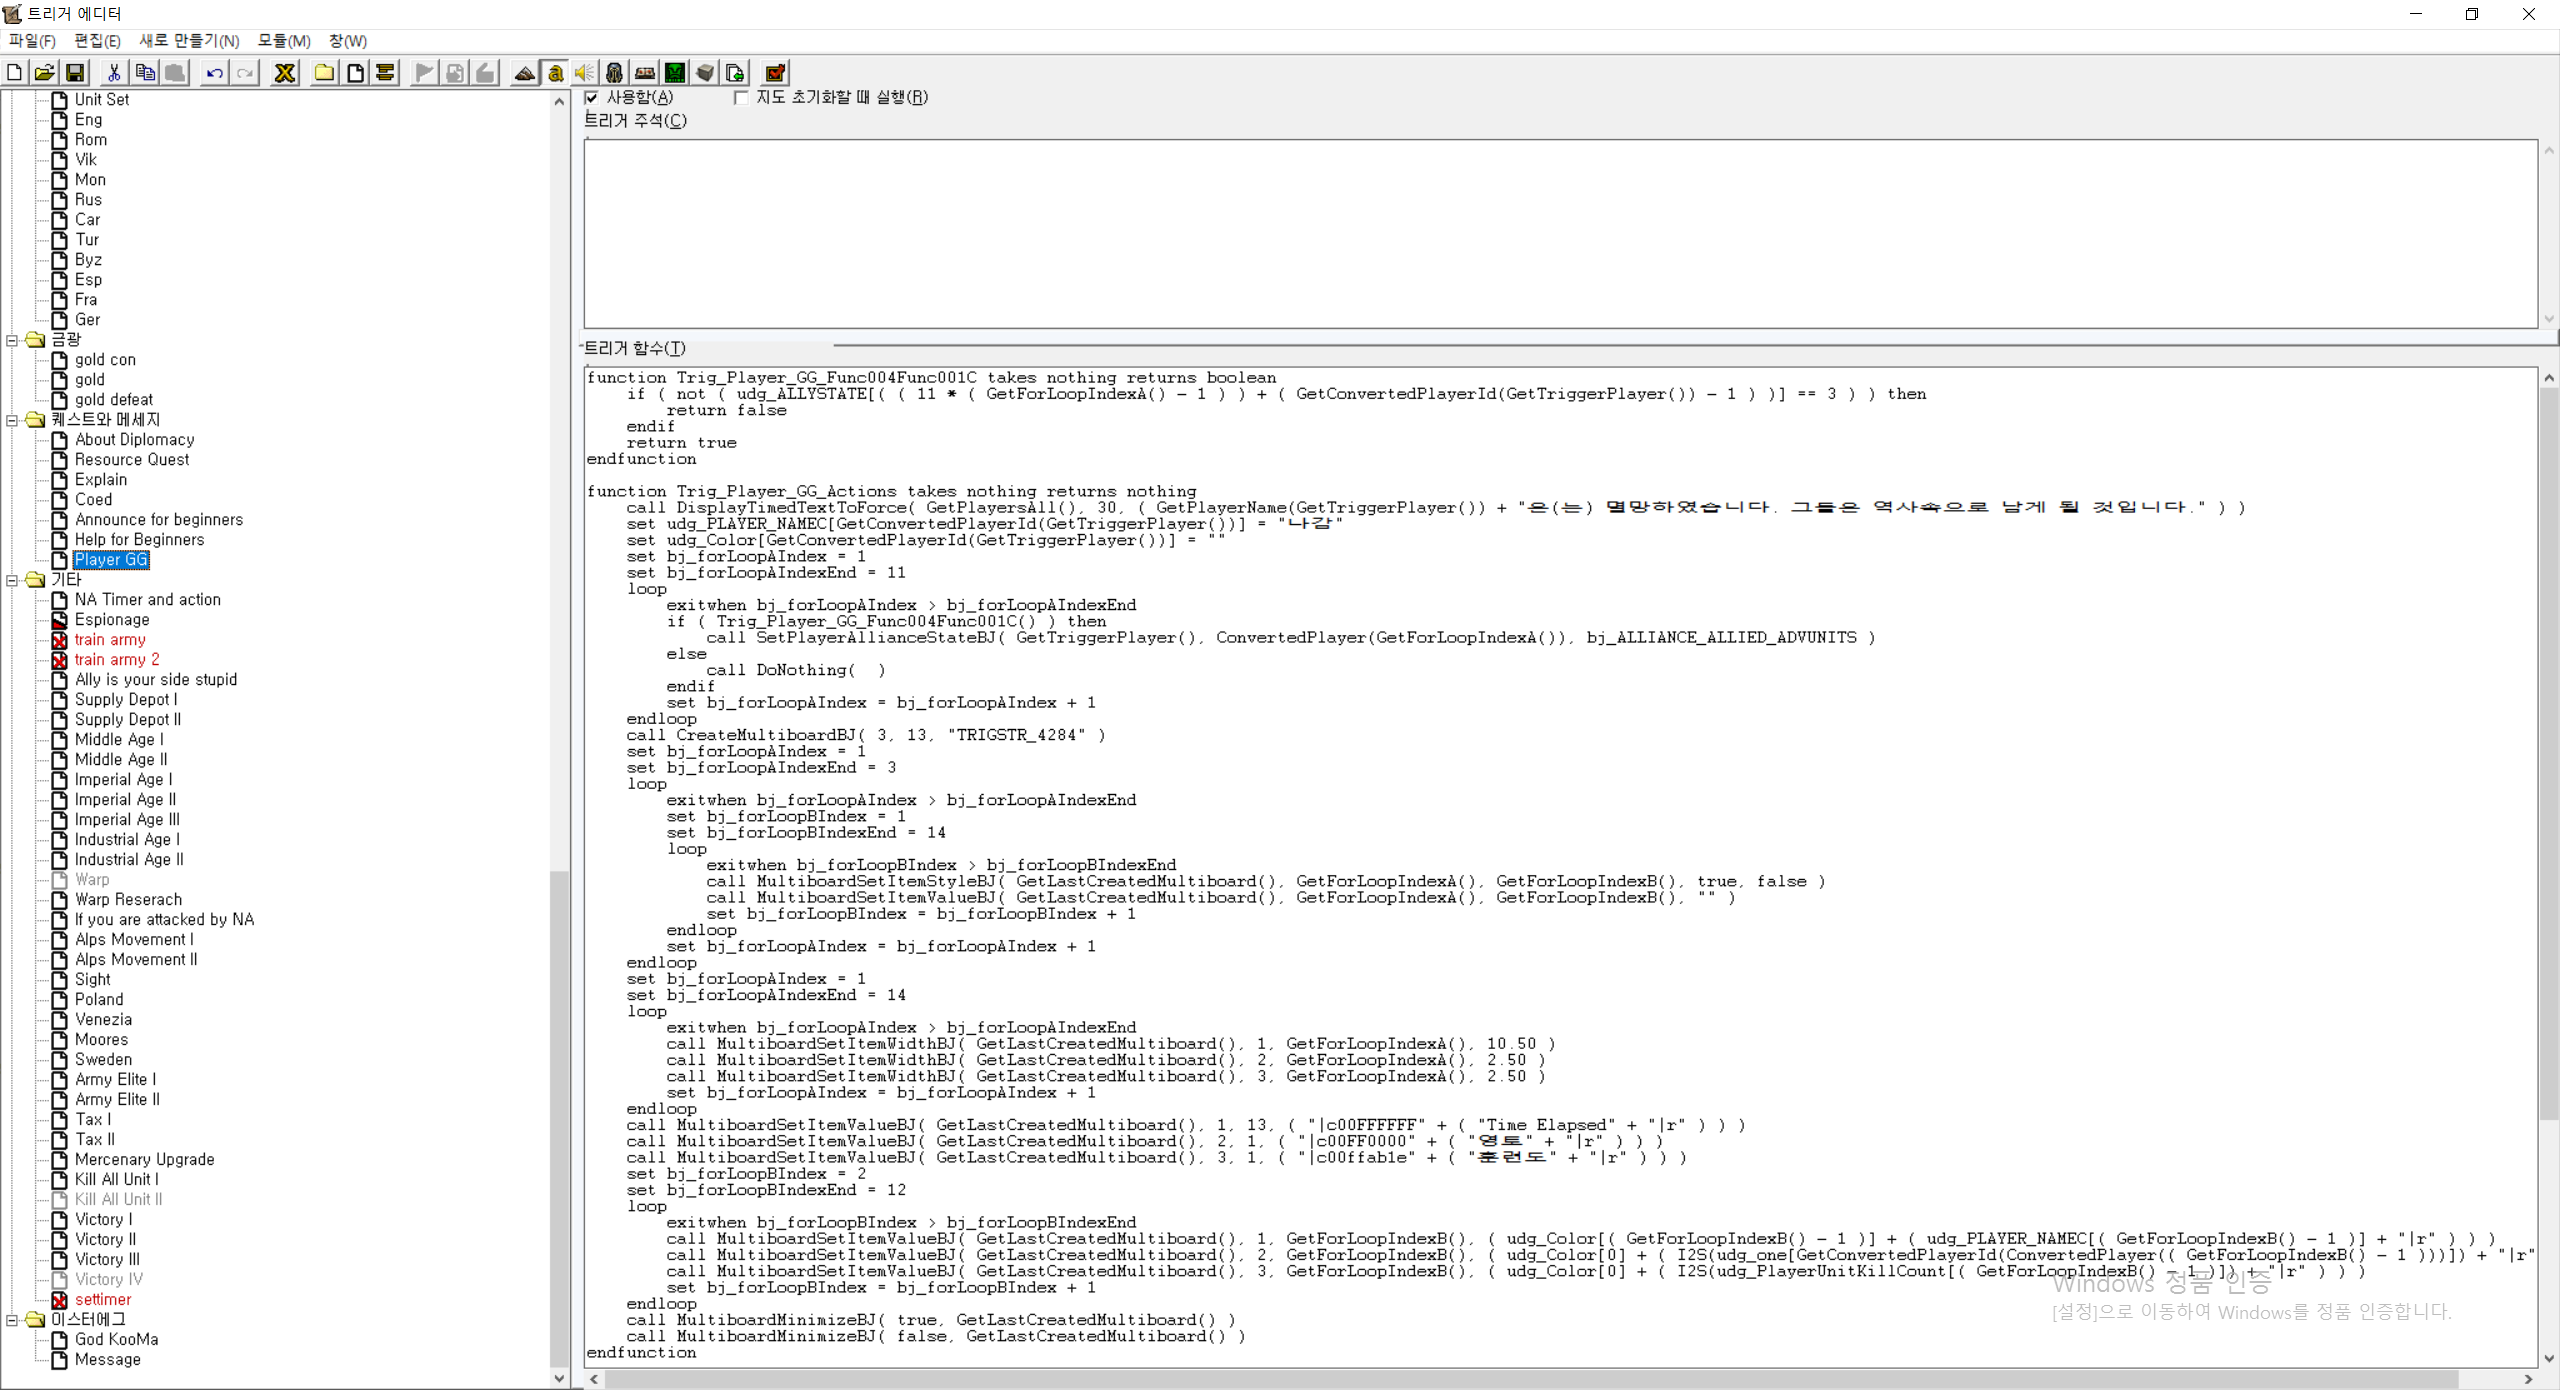 트리거 에디터
파일(F) 편집(E) 새로 만들기(N) 모듈(M) 창(W)
Unit Set
Eng
Rom
Vik
Mon
Rus
Car
Tur
Byz
Esp
Fra
Ger
금광
gold con
gold
gold defeat
퀘스트와 메세지
About Diplomacy
Resource Quest
Explain
Coed
Announce for beginners
Help for Beginners
Player GG
기타
NA Timer and action
Espionage
train army
train army 2
Ally is your side stupid
Supply Depot I
Supply Depot II
Middle Age I
Middle Age II
Imperial Age I
Imperial Age II
Imperial Age III
Industrial Age I
Industrial Age II
Warp
Warp Reserach
If you are attacked by NA
Alps Movement I
Alps Movement II
Sight
Poland
Venezia
Moores
Sweden
Army Elite I
Army Elite II
Tax I
Tax II
Mercenary Upgrade
Kill All Unit I
Kill All Unit II
Victory I
Victory II
Victory III
Victory IV
settimer
이스터에그
God KooMa
Message
사용함(A) 지도 초기화할 때 실행(R)
트리거 주석(C)
트리거 함수(T)
function Trig_Player_GG_Func004Func001C takes nothing returns boolean
    if ( not ( udg_ALLYSTATE[( ( 11 * ( GetForLoopIndexA() - 1 ) ) + ( GetConvertedPlayerId(GetTriggerPlayer()) - 1 ) )] == 3 ) ) then
        return false
    endif
    return true
endfunction
function Trig_Player_GG_Actions takes nothing returns nothing
    call DisplayTimedTextToForce( GetPlayersAll(), 30, ( GetPlayerName(GetTriggerPlayer()) + "은(는) 멸망하였습니다. 그들은 역사속으로 남게 될 것입니다." ) )
    set udg_PLAYER_NAMEC[GetConvertedPlayerId(GetTriggerPlayer())] = "나감"
    set udg_Color[GetConvertedPlayerId(GetTriggerPlayer())] = ""
    set bj_forLoopAIndex = 1
    set bj_forLoopAIndexEnd = 11
    loop
        exitwhen bj_forLoopAIndex > bj_forLoopAIndexEnd
        if ( Trig_Player_GG_Func004Func001C() ) then
            call SetPlayerAllianceStateBJ( GetTriggerPlayer(), ConvertedPlayer(GetForLoopIndexA()), bj_ALLIANCE_ALLIED_ADVUNITS )
        else
            call DoNothing(  )
        endif
        set bj_forLoopAIndex = bj_forLoopAIndex + 1
    endloop
    call CreateMultiboardBJ( 3, 13, "TRIGSTR_4284" )
    set bj_forLoopAIndex = 1
    set bj_forLoopAIndexEnd = 3
    loop
        exitwhen bj_forLoopAIndex > bj_forLoopAIndexEnd
        set bj_forLoopBIndex = 1
        set bj_forLoopBIndexEnd = 14
        loop
            exitwhen bj_forLoopBIndex > bj_forLoopBIndexEnd
            call MultiboardSetItemStyleBJ( GetLastCreatedMultiboard(), GetForLoopIndexA(), GetForLoopIndexB(), true, false )
            call MultiboardSetItemValueBJ( GetLastCreatedMultiboard(), GetForLoopIndexA(), GetForLoopIndexB(), "" )
            set bj_forLoopBIndex = bj_forLoopBIndex + 1
        endloop
        set bj_forLoopAIndex = bj_forLoopAIndex + 1
    endloop
    set bj_forLoopAIndex = 1
    set bj_forLoopAIndexEnd = 14
    loop
        exitwhen bj_forLoopAIndex > bj_forLoopAIndexEnd
        call MultiboardSetItemWidthBJ( GetLastCreatedMultiboard(), 1, GetForLoopIndexA(), 10.50 )
        call MultiboardSetItemWidthBJ( GetLastCreatedMultiboard(), 2, GetForLoopIndexA(), 2.50 )
        call MultiboardSetItemWidthBJ( GetLastCreatedMultiboard(), 3, GetForLoopIndexA(), 2.50 )
        set bj_forLoopAIndex = bj_forLoopAIndex + 1
    endloop
    call MultiboardSetItemValueBJ( GetLastCreatedMultiboard(), 1, 13, ( "|c00FFFFFF" + ( "Time Elapsed" + "|r" ) ) )
    call MultiboardSetItemValueBJ( GetLastCreatedMultiboard(), 2, 1, ( "|c00FF0000" + ( "영토" + "|r" ) ) )
    call MultiboardSetItemValueBJ( GetLastCreatedMultiboard(), 3, 1, ( "|c00ffab1e" + ( "훈련도" + "|r" ) ) )
    set bj_forLoopBIndex = 2
    set bj_forLoopBIndexEnd = 12
    loop
        exitwhen bj_forLoopBIndex > bj_forLoopBIndexEnd
        call MultiboardSetItemValueBJ( GetLastCreatedMultiboard(), 1, GetForLoopIndexB(), ( udg_Color[( GetForLoopIndexB() - 1 )] + ( udg_PLAYER_NAMEC[( GetForLoopIndexB() - 1 )] + "|r" ) ) )
        call MultiboardSetItemValueBJ( GetLastCreatedMultiboard(), 2, GetForLoopIndexB(), ( udg_Color[0] + ( I2S(udg_one[GetConvertedPlayerId(ConvertedPlayer(( GetForLoopIndexB() - 1 )))]) + "|r"
        call MultiboardSetItemValueBJ( GetLastCreatedMultiboard(), 3, GetForLoopIndexB(), ( udg_Color[0] + ( I2S(udg_PlayerUnitKillCount[( GetForLoopIndexB() - 1 )]) + "|r" ) ) )
        set bj_forLoopBIndex = bj_forLoopBIndex + 1
    endloop
    call MultiboardMinimizeBJ( true, GetLastCreatedMultiboard() )
    call MultiboardMinimizeBJ( false, GetLastCreatedMultiboard() )
endfunction
Windows 정품 인증
[설정]으로 이동하여 Windows를 정품 인증합니다.